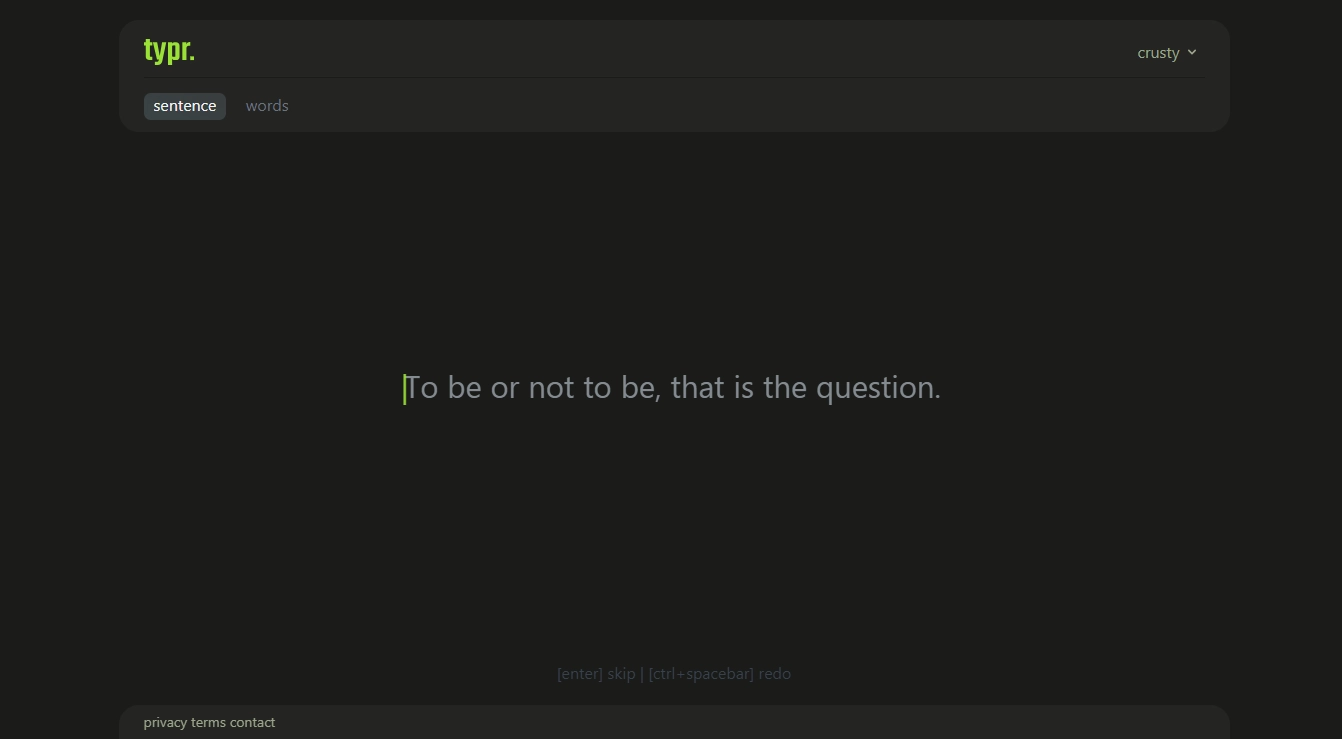 typr.
crusty
sentence words
To be or not to be, that is the question.
[enter] skip | [ctrl+spacebar] redo
privacy terms contact